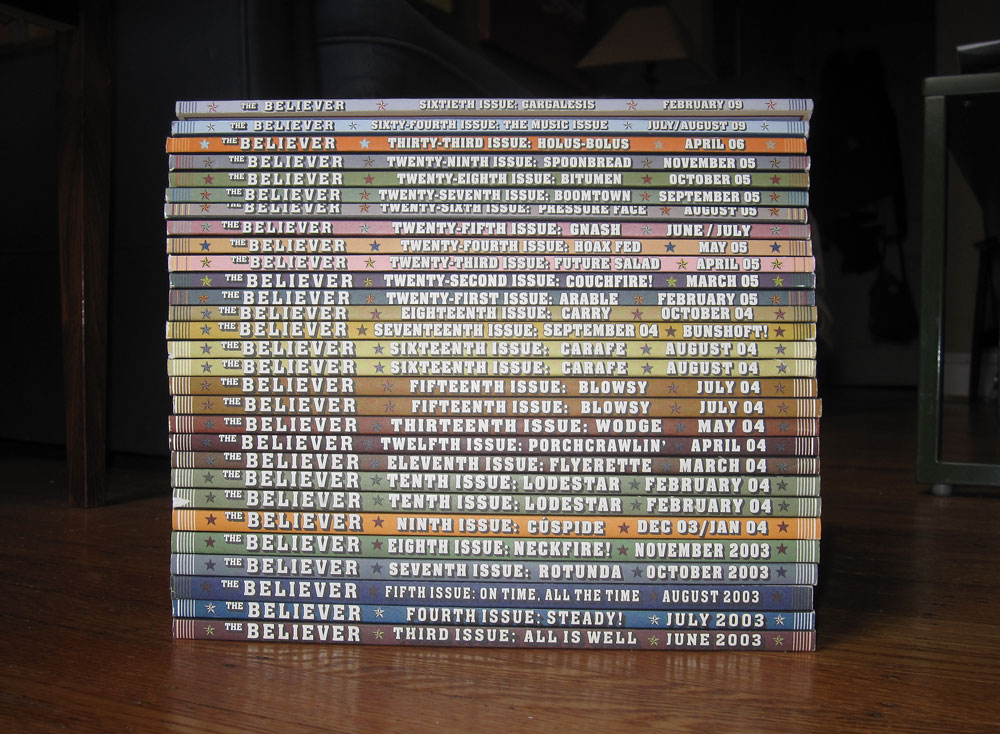 THE BELIEVER SIXTIETH ISSUE: GARGALESIS FEBRUARY 09
THE BELIEVER SIXTY-FOURTH ISSUE: THE MUSIC ISSUE JULY/AUGUST 09
THE BELIEVER THIRTY-THIRD ISSUE: HOLUS-BOLUS APRIL 06
THE BELIEVER TWENTY-NINTH ISSUE: SPOONBREAD NOVEMBER 05
THE BELIEVER TWENTY-EIGHTH ISSUE: BITUMEN OCTOBER 05
THE BELIEVER TWENTY-SEVENTH ISSUE: BOOMTOWN SEPTEMBER 05
THE BELIEVER TWENTY-SIXTH ISSUE: PRESSURE FACE AUGUST 05
THE BELIEVER TWENTY-FIFTH ISSUE: GNASH JUNE/JULY
THE BELIEVER TWENTY-FOURTH ISSUE: HOAX FED MAY 05
THE BELIEVER TWENTY-THIRD ISSUE: FUTURE SALAD APRIL 05
THE BELIEVER TWENTY-SECOND ISSUE: COUCHFIRE! MARCH 05
THE BELIEVER TWENTY-FIRST ISSUE: ARABLE FEBRUARY 05
THE BELIEVER EIGHTEENTH ISSUE: CARRY OCTOBER 04
THE BELIEVER SEVENTEENTH ISSUE: SEPTEMBER 04 BUNSHOFT!
THE BELIEVER SIXTEENTH ISSUE: CARAFE AUGUST 04
THE BELIEVER SIXTEENTH ISSUE: CARAFE AUGUST 04
THE BELIEVER FIFTEENTH ISSUE: BLOWSY JULY 04
THE BELIEVER FIFTEENTH ISSUE: BLOWSY JULY 04
THE BELIEVER THIRTEENTH ISSUE: WODGE MAY 04
THE BELIEVER TWELFTH ISSUE: PORCHCRAWLIN' APRIL 04
THE BELIEVER ELEVENTH ISSUE: FLYERETTE MARCH 04
THE BELIEVER TENTH ISSUE: LODESTAR FEBRUARY 04
THE BELIEVER TENTH ISSUE: LODESTAR FEBRUARY 04
THE BELIEVER NINTH ISSUE: CÚSPIDE DEC 03/JAN 04
THE BELIEVER EIGHTH ISSUE: NECKFIRE! NOVEMBER 2003
THE BELIEVER SEVENTH ISSUE: ROTUNDA OCTOBER 2003
THE BELIEVER FIFTH ISSUE: ON TIME, ALL THE TIME AUGUST 2003
THE BELIEVER FOURTH ISSUE: STEADY! JULY 2003
THE BELIEVER THIRD ISSUE: ALL IS WELL JUNE 2003